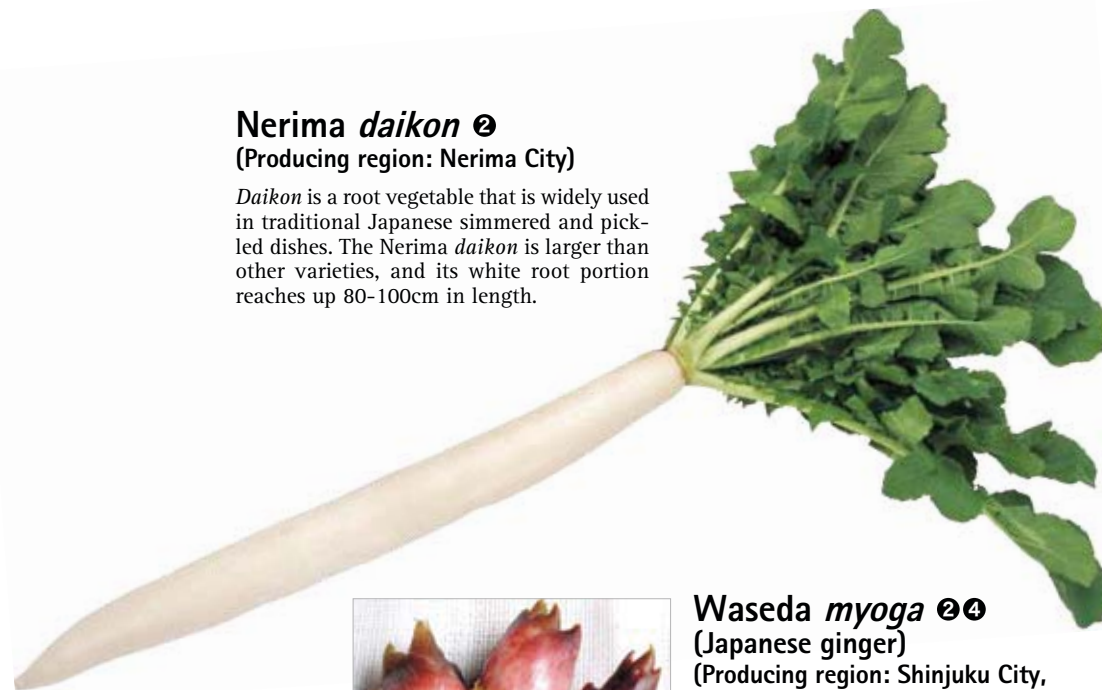 Nerima daikon ❷
(Producing region: Nerima City)
Daikon is a root vegetable that is widely used
in traditional Japanese simmered and pick-
led dishes. The Nerima daikon is larger than
other varieties, and its white root portion
reaches up 80-100cm in length.
Waseda myoga ❷❹
(Japanese ginger)
(Producing region: Shinjuku City,